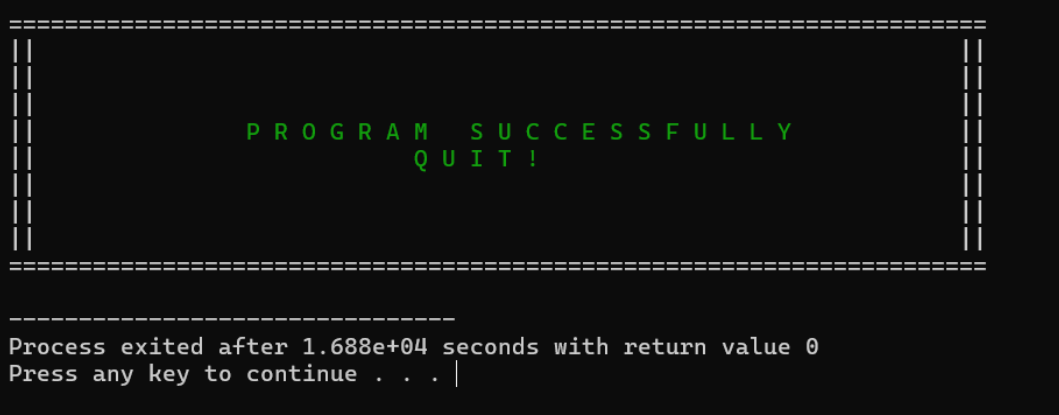 ======================================================================
||                                                                  ||
||                                                                  ||
||                                                                  ||
||               P R O G R A M   S U C C E S S F U L L Y            ||
||                           Q U I T !                              ||
||                                                                  ||
||                                                                  ||
||                                                                  ||
======================================================================
--------------------------------
Process exited after 1.688e+04 seconds with return value 0
Press any key to continue . . .